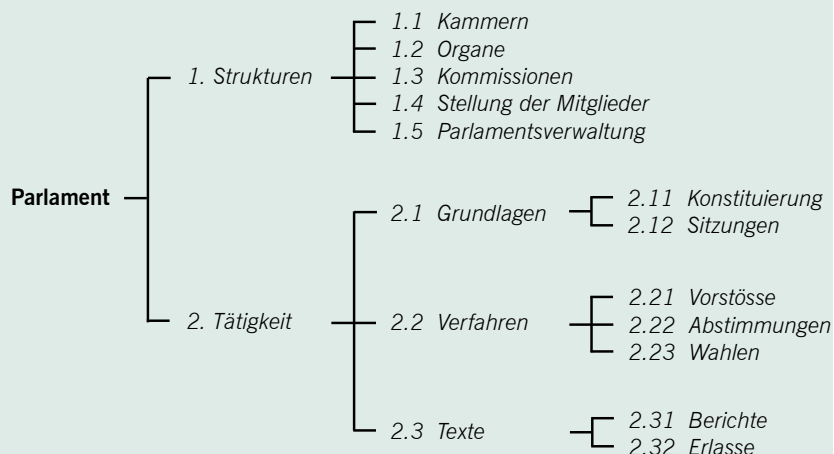 Parlament
1. Strukturen
1.1 Kammern
1.2 Organe
1.3 Kommissionen
1.4 Stellung der Mitglieder
1.5 Parlamentsverwaltung
2. Tätigkeit
2.1 Grundlagen
2.11 Konstituierung
2.12 Sitzungen
2.2 Verfahren
2.21 Vorstösse
2.22 Abstimmungen
2.23 Wahlen
2.3 Texte
2.31 Berichte
2.32 Erlasse